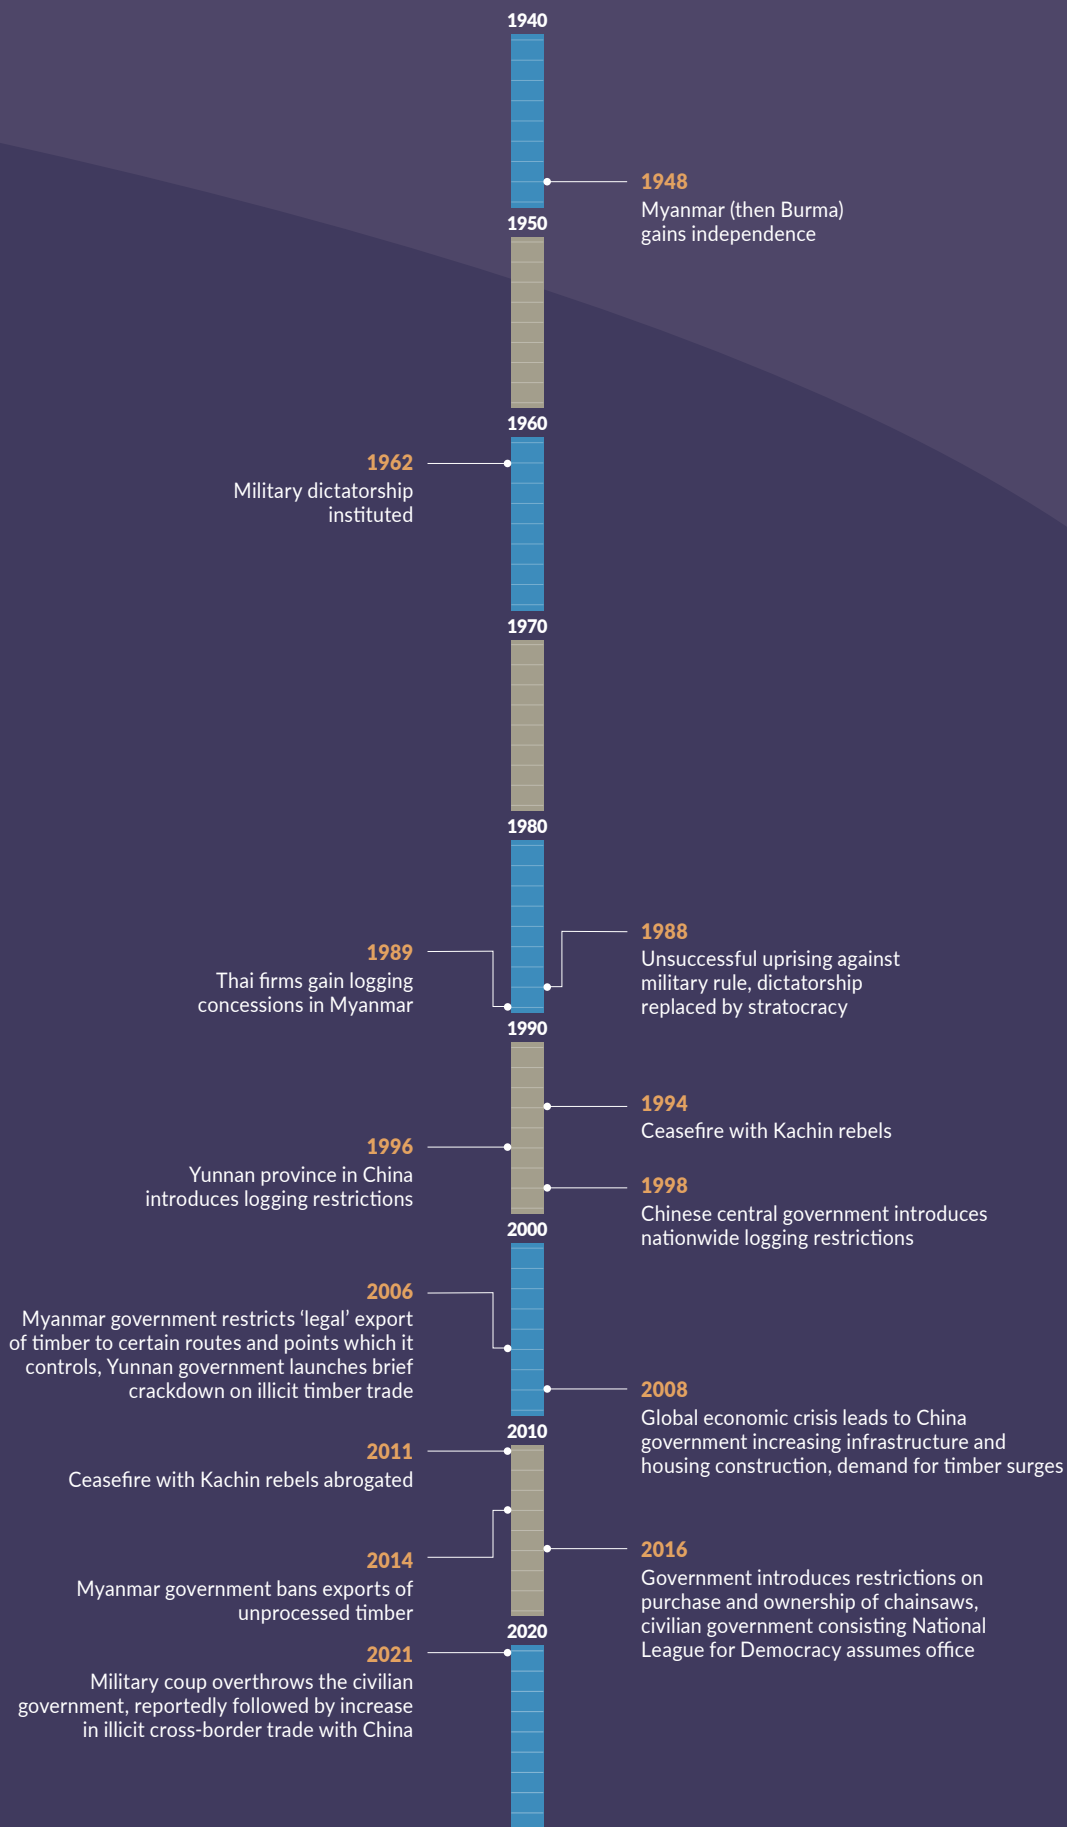 1940
1948
Myanmar (then Burma)
gains independence
1950
1960
1962
Military dictatorship
instituted
1970
1980
1988
Unsuccessful uprising against
military rule, dictatorship
replaced by stratocracy
1989
Thai firms gain logging
concessions in Myanmar
1990
1994
Ceasefire with Kachin rebels
1996
Yunnan province in China
introduces logging restrictions
1998
Chinese central government introduces
nationwide logging restrictions
2000
2006
Myanmar government restricts ‘legal’ export
of timber to certain routes and points which it
controls, Yunnan government launches brief
crackdown on illicit timber trade
2008
Global economic crisis leads to China
government increasing infrastructure and
housing construction, demand for timber surges
2010
2011
Ceasefire with Kachin rebels abrogated
2014
Myanmar government bans exports of
unprocessed timber
2016
Government introduces restrictions on
purchase and ownership of chainsaws,
civilian government consisting National
League for Democracy assumes office
2020
2021
Military coup overthrows the civilian
government, reportedly followed by increase
in illicit cross-border trade with China